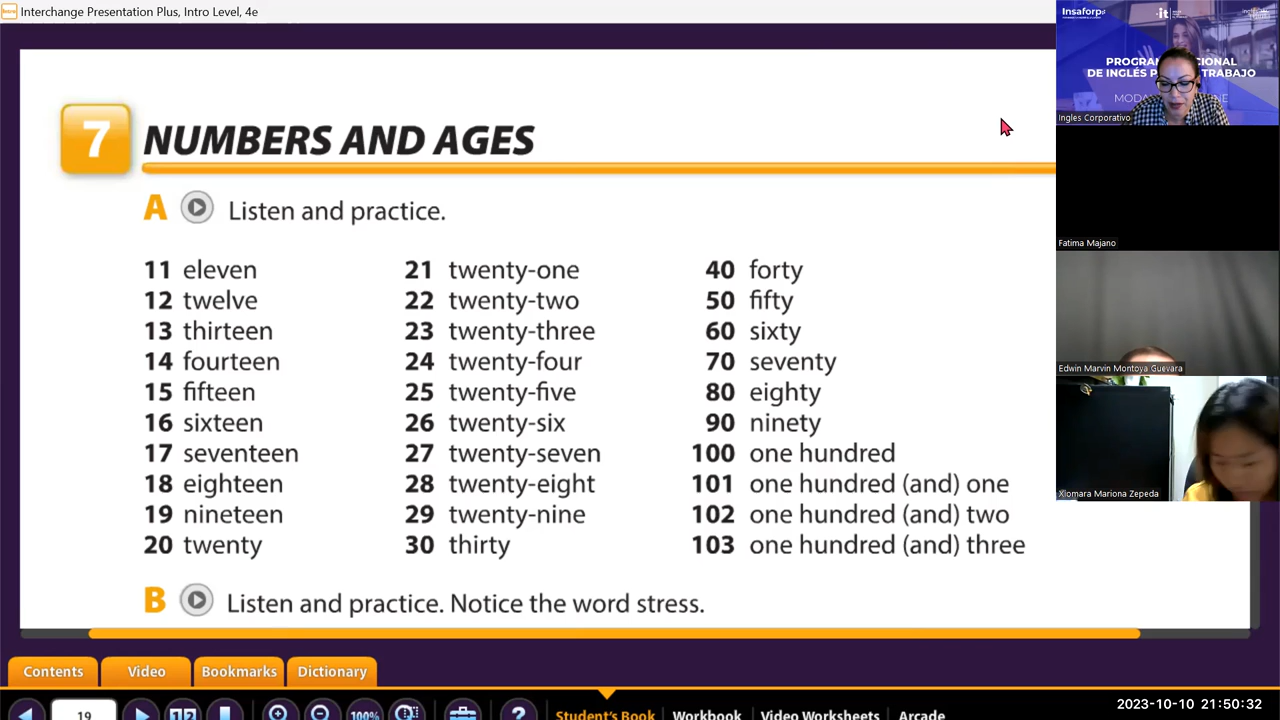 Interchange Presentation Plus, Intro Level, 4e
7 NUMBERS AND AGES
A Listen and practice.
11 eleven
12 twelve
13 thirteen
14 fourteen
15 fifteen
16 sixteen
17 seventeen
18 eighteen
19 nineteen
20 twenty
21 twenty-one
22 twenty-two
23 twenty-three
24 twenty-four
25 twenty-five
26 twenty-six
27 twenty-seven
28 twenty-eight
29 twenty-nine
30 thirty
40 forty
50 fifty
60 sixty
70 seventy
80 eighty
90 ninety
100 one hundred
101 one hundred (and) one
102 one hundred (and) two
103 one hundred (and) three
B Listen and practice. Notice the word stress.
Contents Video Bookmarks Dictionary
19 1 2 100% ? Student's Book Workbook Video Worksheets Arcade
Insaforp it
DE INGLÉS
MODA
Ingles Corporativo
Fatima Majano
Edwin Marvin Montoya Guevara
Xiomara Mariona Zepeda
2023-10-10 21:50:32